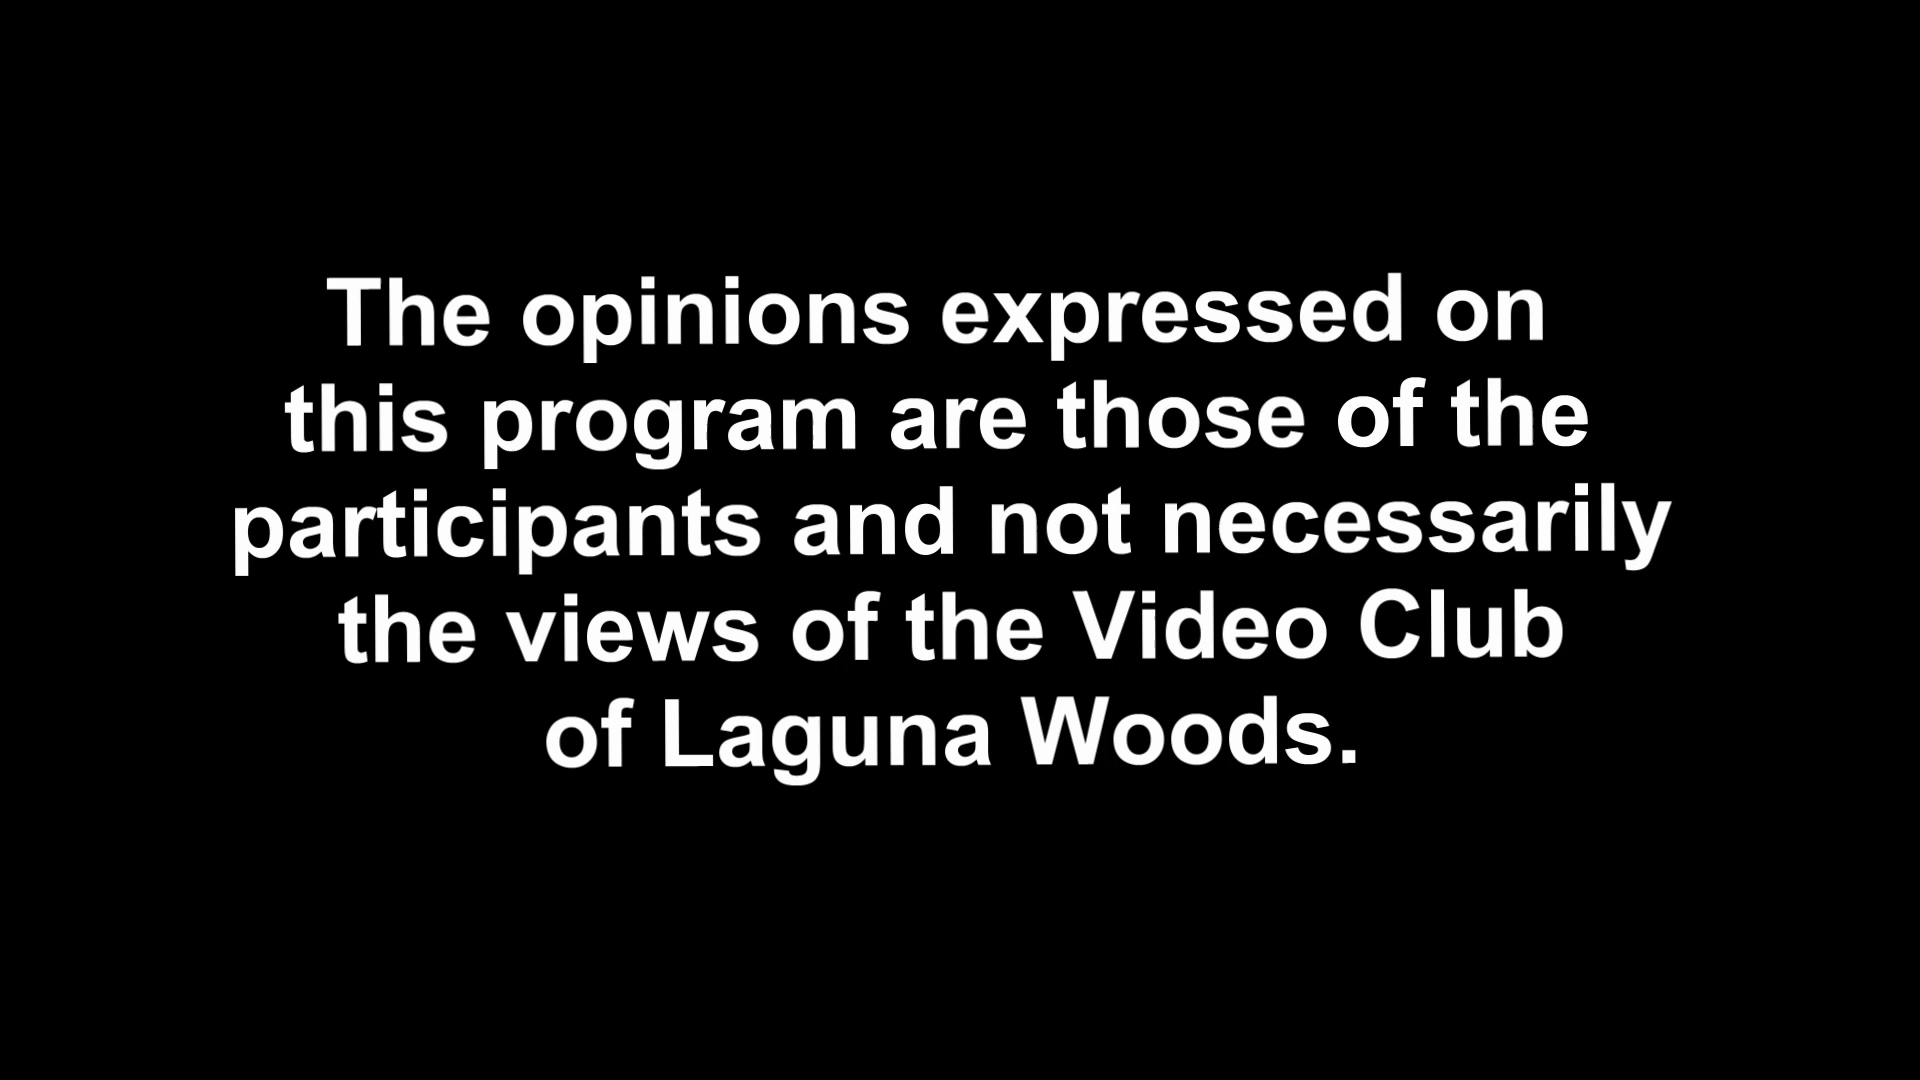 The opinions expressed on
this program are those of the
participants and not necessarily
the views of the Video Club
of Laguna Woods.